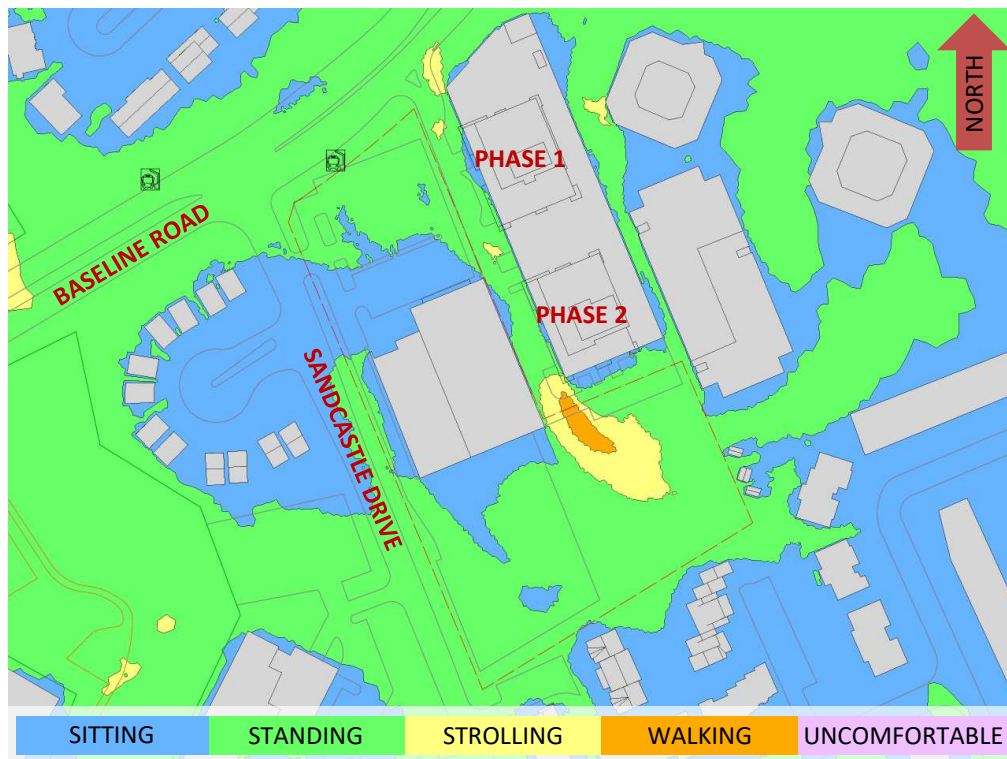 NORTH
PHASE 1
BASELINE ROAD
PHASE 2
SANDCASTLE DRIVE
SITTING
STANDING
STROLLING
WALKING
UNCOMFORTABLE